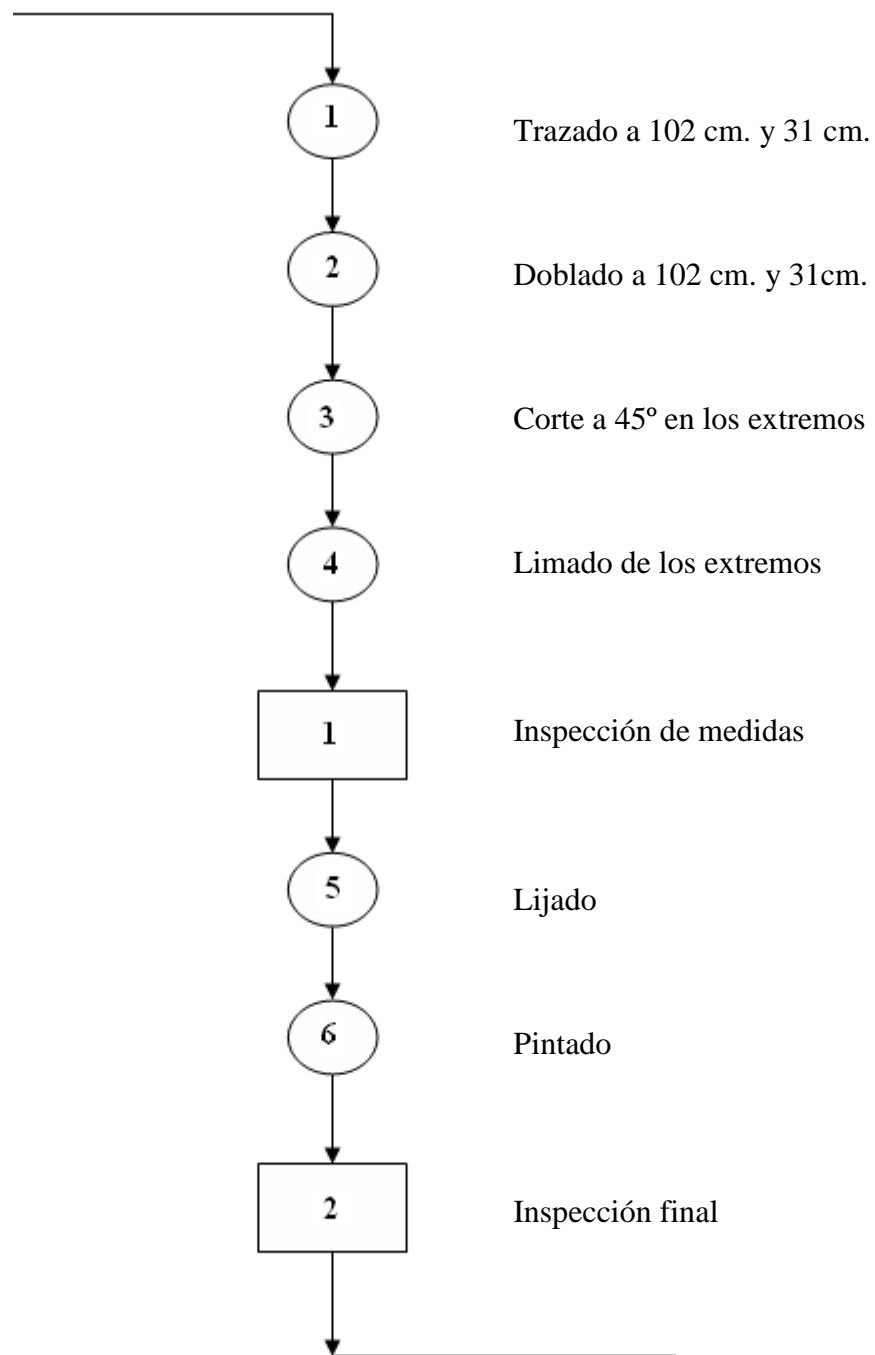 1 Trazado a 102 cm. y 31 cm.
2 Doblado a 102 cm. y 31cm.
3 Corte a 45º en los extremos
4 Limado de los extremos
1 Inspección de medidas
5 Lijado
6 Pintado
2 Inspección final